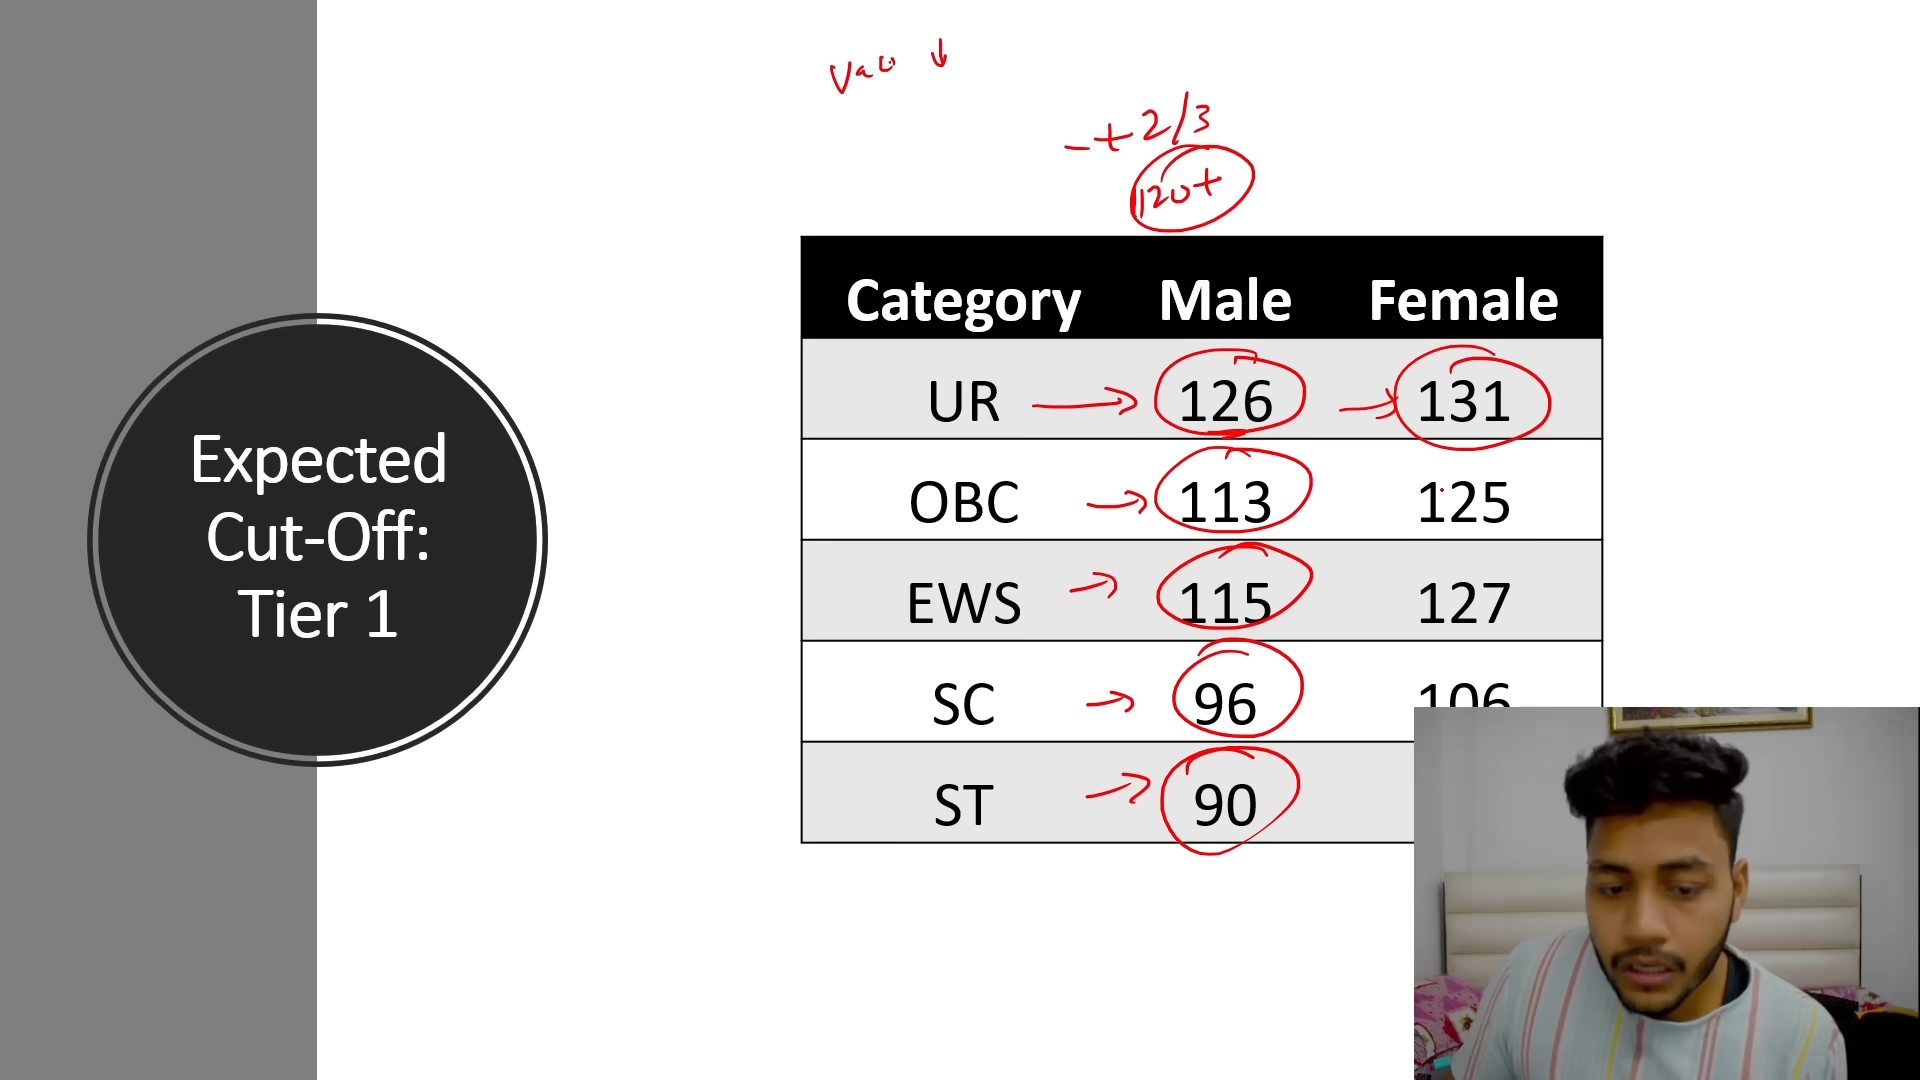 Expected
Cut-Off:
Tier 1
-+ 2/3
120+
Category Male Female
UR 126 131
OBC 113 125
EWS 115 127
SC 96 106
ST 90